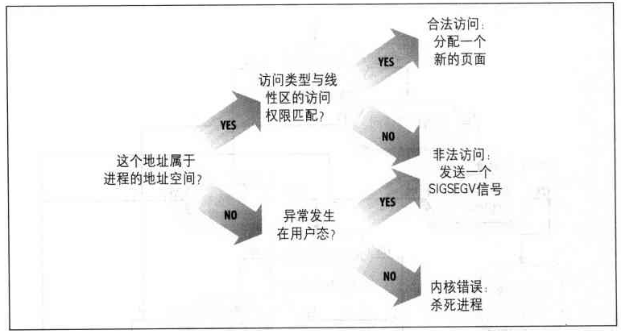 合法访问：
分配一个
新的页面
YES
访问类型与线
性区的访问
权限匹配？
YES
NO
这个地址属于
进程的地址空间？
非法访问：
发送一个
SIGSEGV信号
NO
异常发生
在用户态？
YES
NO
内核错误：
杀死进程